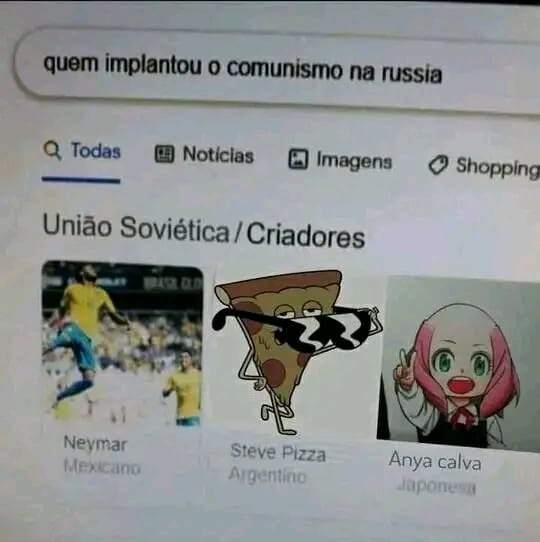 quem implantou o comunismo na russia
Todas Notícias Imagens Shopping
União Soviética/Criadores
Neymar
Mexicano
Steve Pizza
Argentino
Anya calva
Japonesa